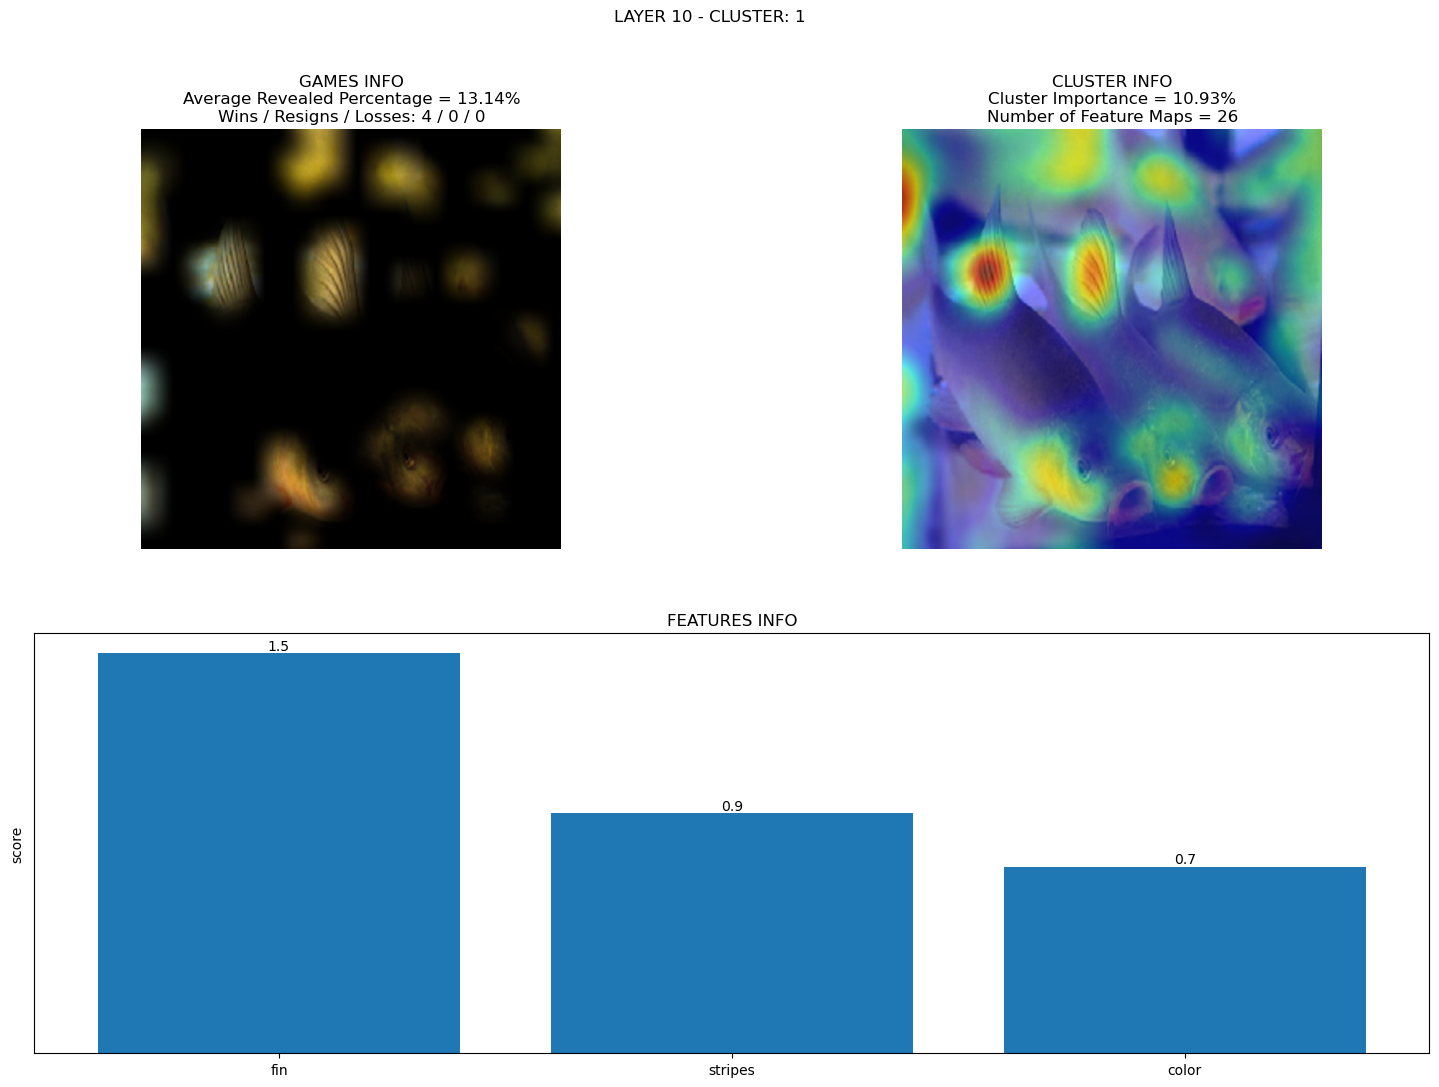 LAYER 10 - CLUSTER: 1
GAMES INFO
Average Revealed Percentage = 13.14%
Wins / Resigns / Losses: 4 / 0 / 0
CLUSTER INFO
Cluster Importance = 10.93%
Number of Feature Maps = 26
FEATURES INFO
score
1.5
0.9
0.7
fin
stripes
color